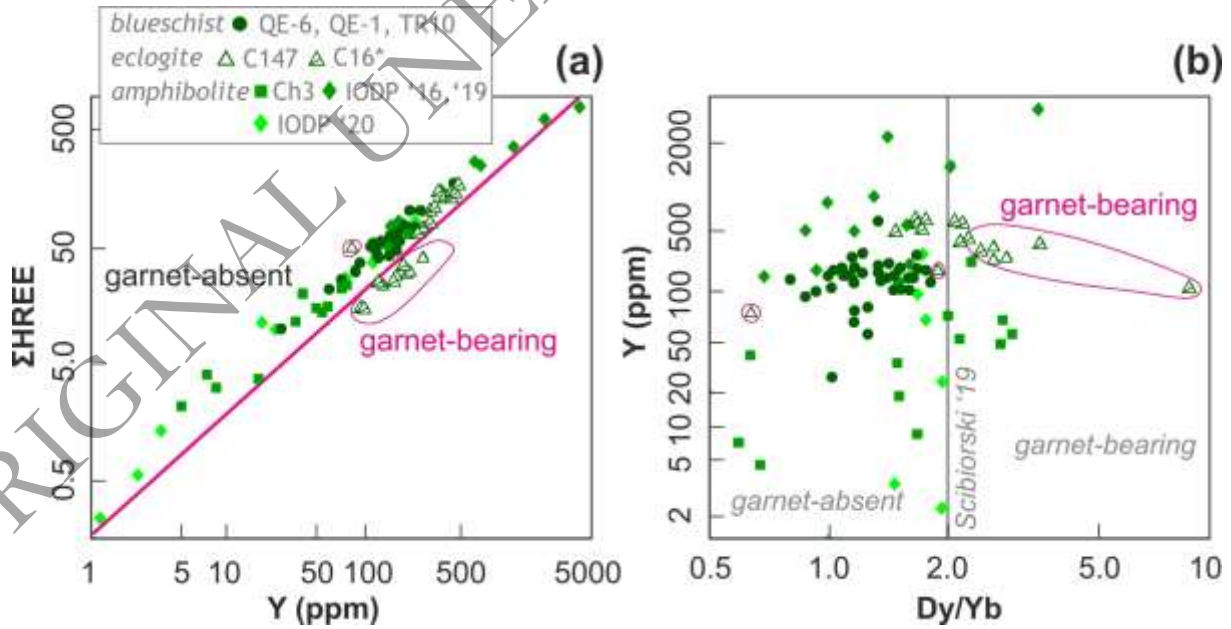 blueschist QE-6, QE-1, TR10
eclogite C147 C16*
amphibolite Ch3 IODP '16, '19
IODP '20
(a)
500
50
5.0
0.5
ΣHREE
garnet-absent
garnet-bearing
1 5 10 50 100 500 5000
Y (ppm)
(b)
2000
500
100
50
20
10
5
2
Y (ppm)
garnet-bearing
garnet-absent
Scibiorski '19
garnet-bearing
0.5 1.0 2.0 5.0 10
Dy/Yb
RIGINAL UNE